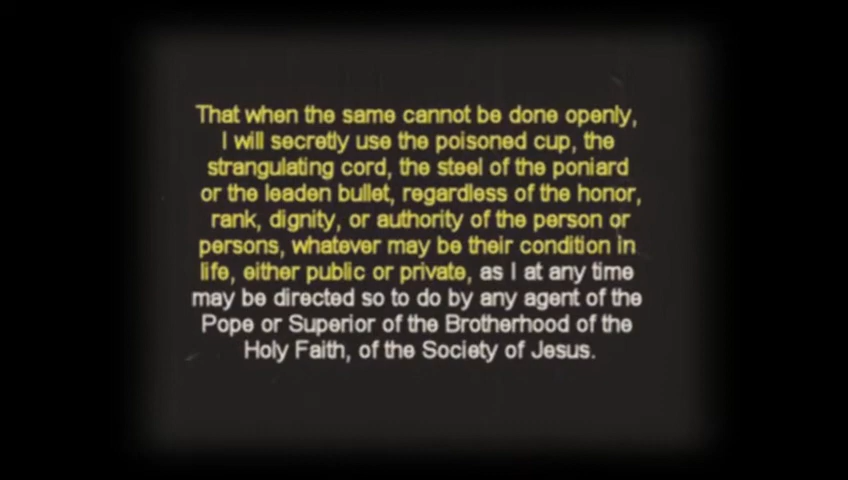 That when the same cannot be done openly,
I will secretly use the poisoned cup, the
strangulating cord, the steel of the poniard
or the leaden bullet, regardless of the honor,
rank, dignity, or authority of the person or
persons, whatever may be their condition in
life, either public or private, as I at any time
may be directed so to do by any agent of the
Pope or Superior of the Brotherhood of the
Holy Faith, of the Society of Jesus.